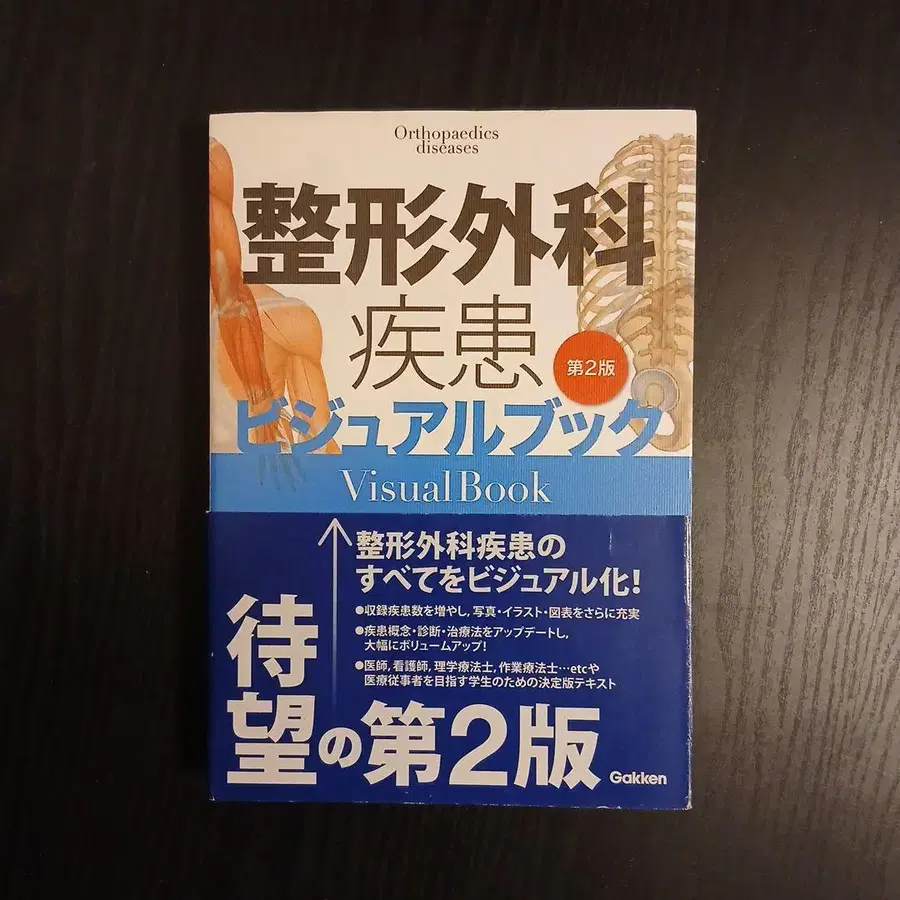 Orthopaedics
diseases
整形外科
疾患
第2版
ビジュアルブック
Visual Book
整形外科疾患の
すべてをビジュアル化!
●収録疾患数を増やし,写真・イラスト・図表をさらに充実
●疾患概念・診断・治療法をアップデートし,
大幅にボリュームアップ!
●医師,看護師,理学療法士,作業療法士…etcや
医療従事者を目指す学生のための決定版テキスト
待望の第2版
Gakken